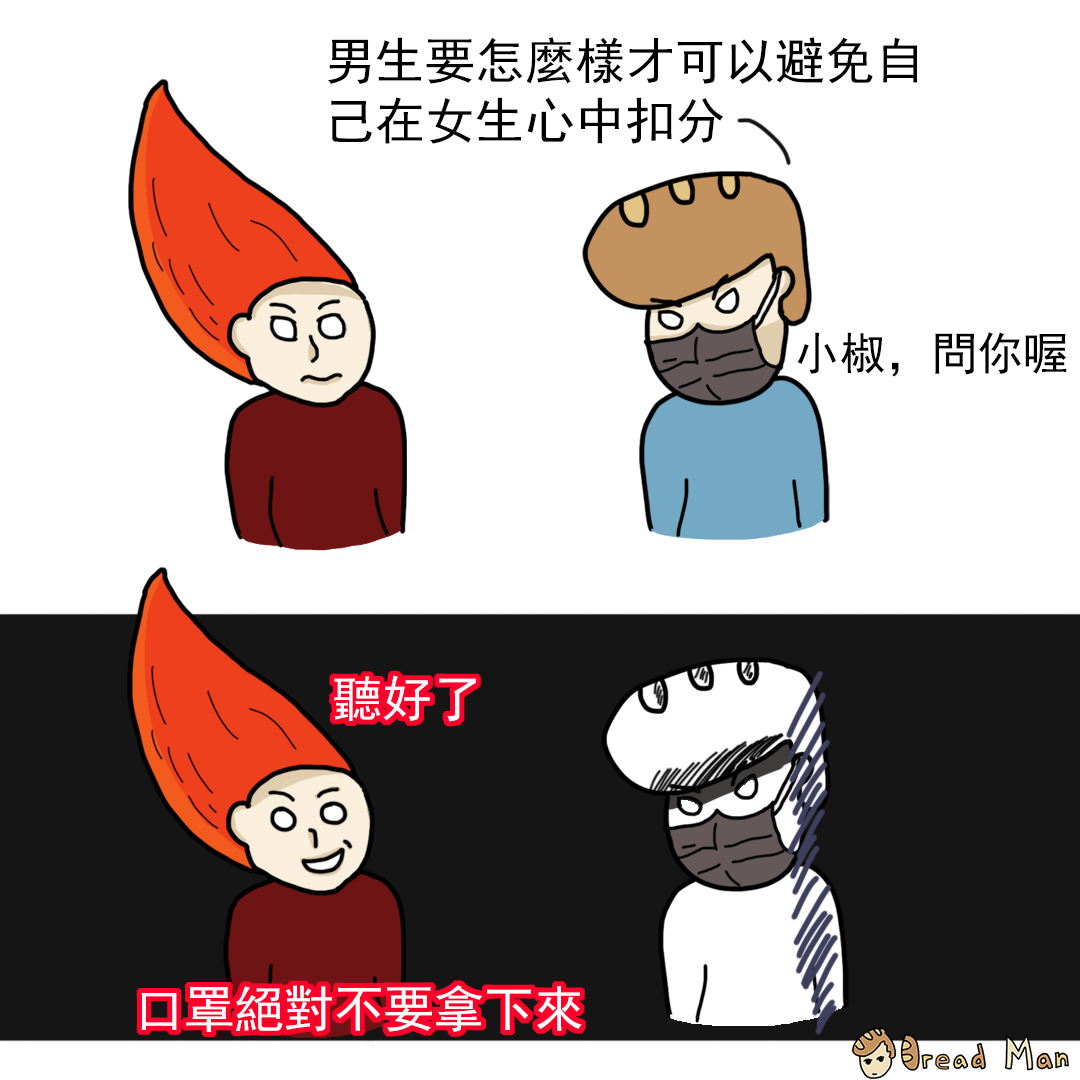 小椒，問你喔
男生要怎麼樣才可以避免自
己在女生心中扣分
聽好了
口罩絕對不要拿下來
Bread Man